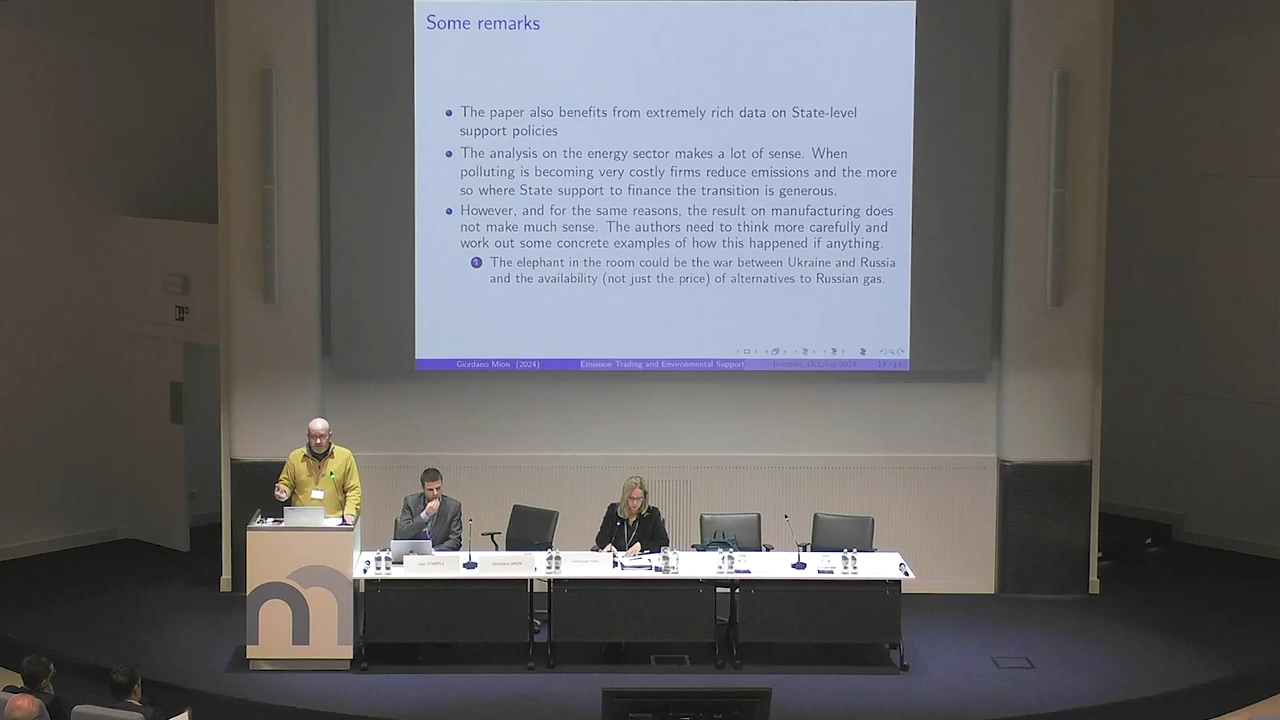 Some remarks
The paper also benefits from extremely rich data on State-level
support policies
The analysis on the energy sector makes a lot of sense. When
polluting is becoming very costly firms reduce emissions and the more
so where State support to finance the transition is generous.
However, and for the same reasons, the result on manufacturing does
not make much sense. The authors need to think more carefully and
work out some concrete examples of how this happened if anything.
1 The elephant in the room could be the war between Ukraine and Russia
and the availability (not just the price) of alternatives to Russian gas.
Giordano Mion (2024) Emission Trading and Environmental Support Brussels, October 2024
Giordano MION